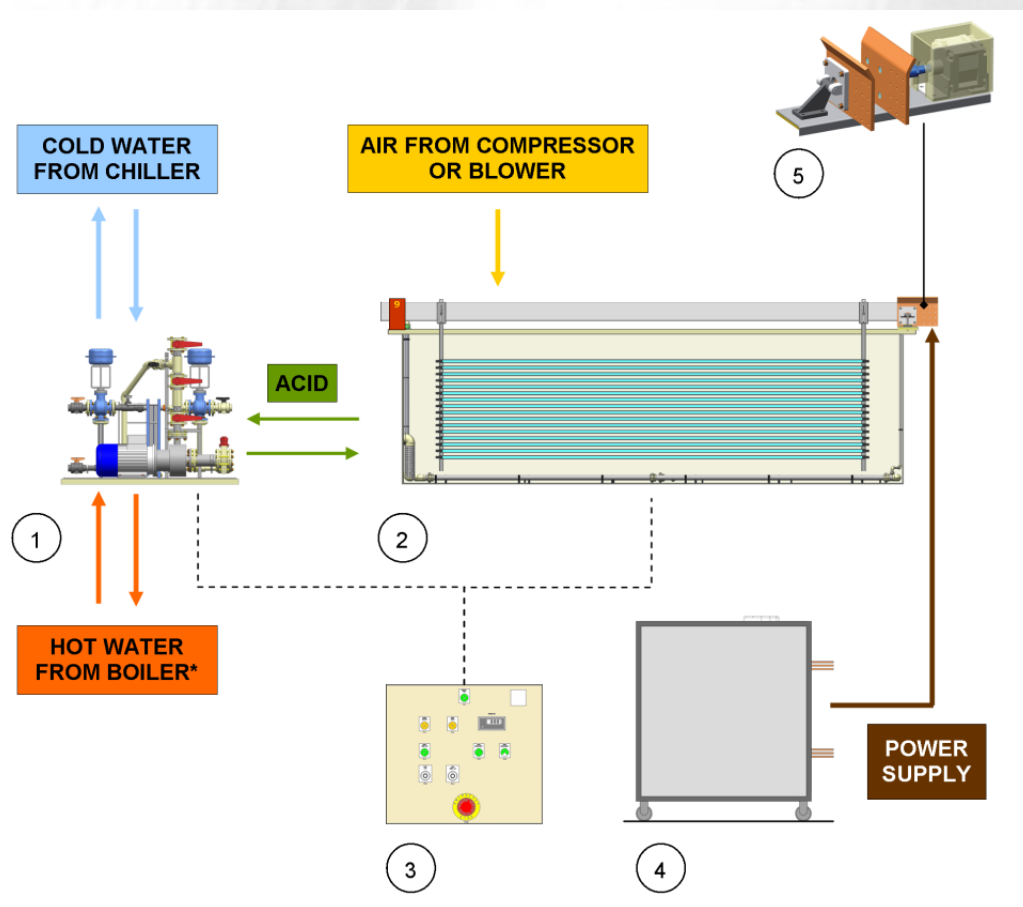 COLD WATER
FROM CHILLER
AIR FROM COMPRESSOR
OR BLOWER
5
9
ACID
1
2
HOT WATER
FROM BOILER*
POWER
SUPPLY
3
4